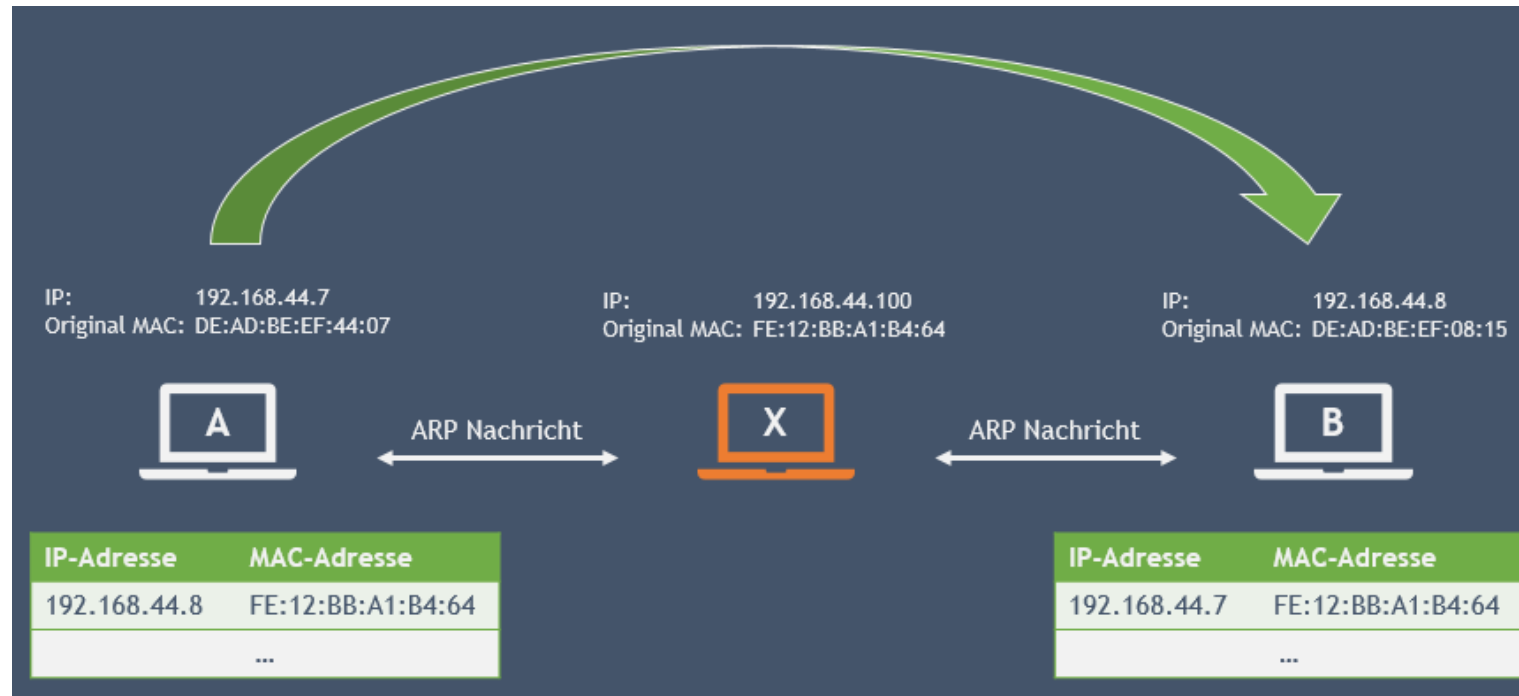 IP: 192.168.44.7
Original MAC: DE:AD:BE:EF:44:07
IP: 192.168.44.100
Original MAC: FE:12:BB:A1:B4:64
IP: 192.168.44.8
Original MAC: DE:AD:BE:EF:08:15
A
ARP Nachricht
X
ARP Nachricht
B
IP-Adresse MAC-Adresse
192.168.44.8 FE:12:BB:A1:B4:64
...
IP-Adresse MAC-Adresse
192.168.44.7 FE:12:BB:A1:B4:64
...